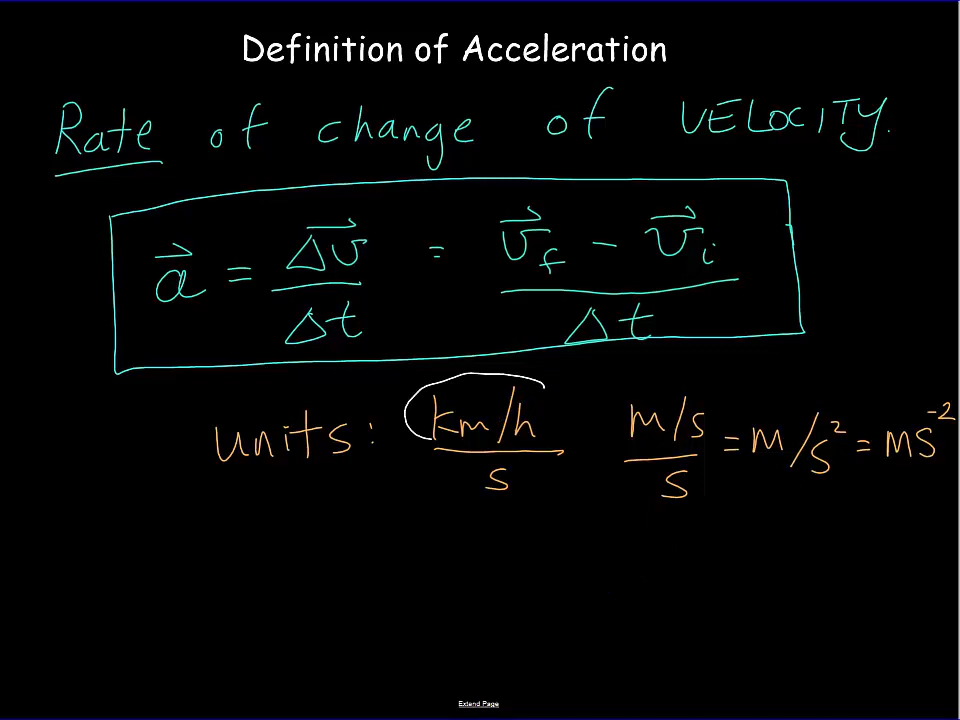 Definition of Acceleration
Rate of change of VELOCITY.
a⃗ = Δv⃗/Δt = (v⃗f − v⃗i)/Δt
units: (km/h)/s (m/s)/s = m/s² = ms⁻²
Extend Page